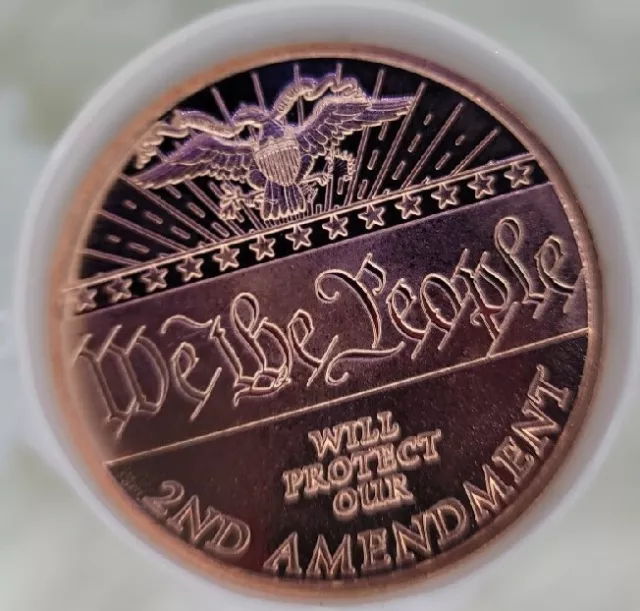 We the People
WILL
PROTECT
OUR
2ND AMENDMENT